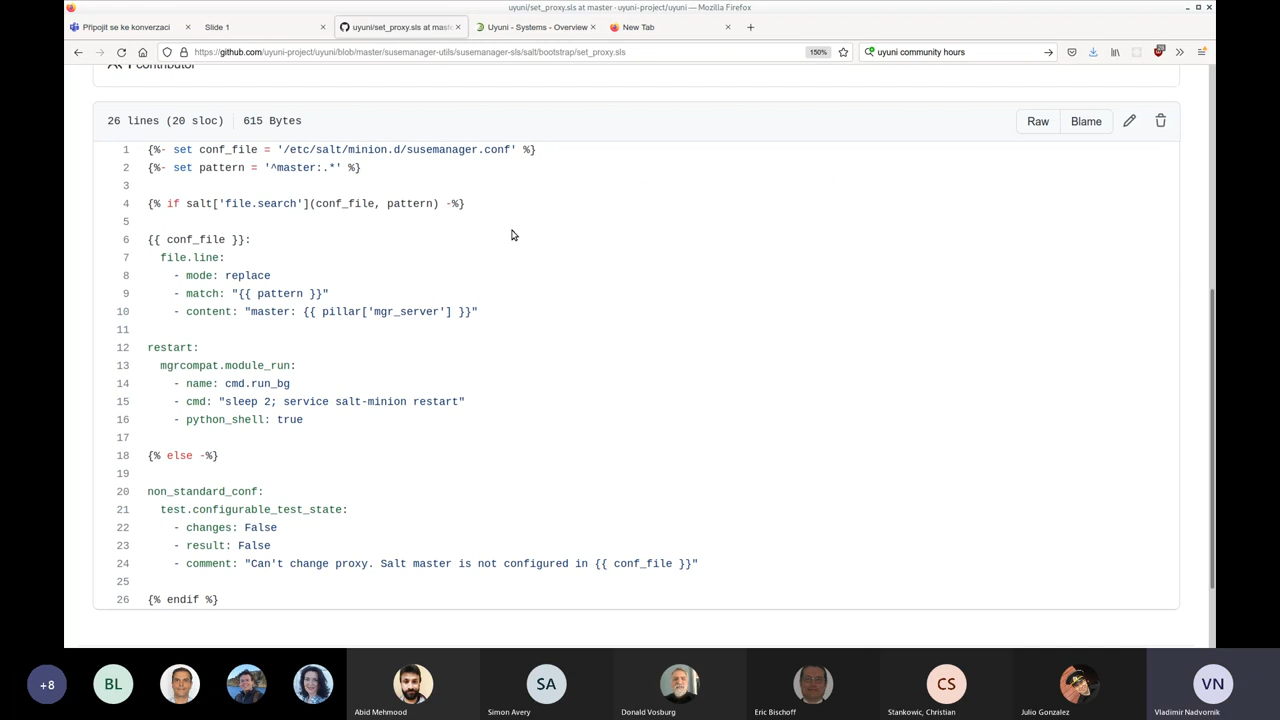 uyuni/set_proxy.sls at master · uyuni-project/uyuni — Mozilla Firefox
Připojit se ke konverzaci
Slide 1
uyuni/set_proxy.sls at mast
Uyuni - Systems - Overview
New Tab
https://github.com/uyuni-project/uyuni/blob/master/susemanager-utils/susemanager-sls/salt/bootstrap/set_proxy.sls
150%
uyuni community hours
contributor
26 lines (20 sloc) 615 Bytes
Raw
Blame
1 {%- set conf_file = '/etc/salt/minion.d/susemanager.conf' %}
2 {%- set pattern = '^master:.*' %}
3
4 {% if salt['file.search'](conf_file, pattern) -%}
5
6 {{ conf_file }}:
7 file.line:
8 - mode: replace
9 - match: "{{ pattern }}"
10 - content: "master: {{ pillar['mgr_server'] }}"
11
12 restart:
13 mgrcompat.module_run:
14 - name: cmd.run_bg
15 - cmd: "sleep 2; service salt-minion restart"
16 - python_shell: true
17
18 {% else -%}
19
20 non_standard_conf:
21 test.configurable_test_state:
22 - changes: False
23 - result: False
24 - comment: "Can't change proxy. Salt master is not configured in {{ conf_file }}"
25
26 {% endif %}
+8
BL
SA
CS
VN
Abid Mehmood
Simon Avery
Donald Vosburg
Eric Bischoff
Stankovic, Christian
Julio Gonzalez
Vladimir Nadvornik